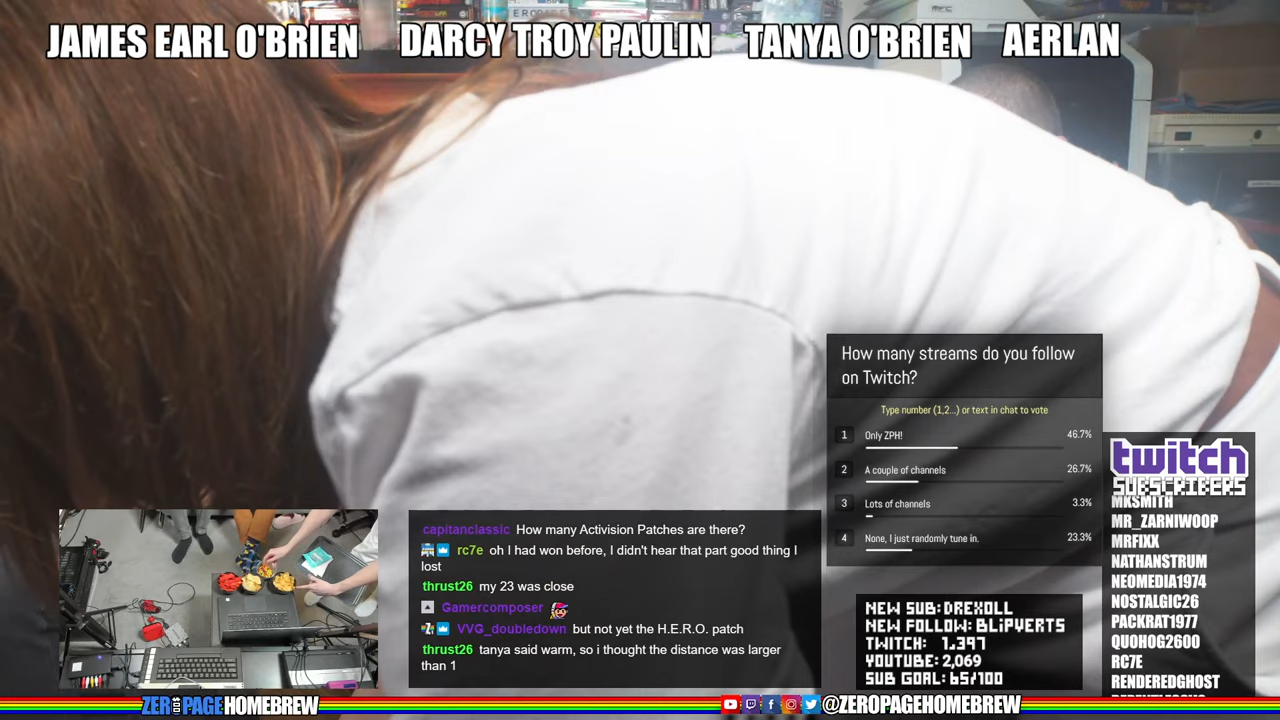 JAMES EARL O'BRIEN DARCY TROY PAULIN TANYA O'BRIEN AERLAN
How many streams do you follow
on Twitch?
Type number (1,2...) or text in chat to vote
1 Only ZPH! 46.7%
2 A couple of channels 26.7%
3 Lots of channels 3.3%
4 None, I just randomly tune in. 23.3%
capitanclassic How many Activision Patches are there?
rc7e oh I had won before, I didn't hear that part good thing I
lost
thrust26 my 23 was close
Gamercomposer
VVG_doubledown but not yet the H.E.R.O. patch
thrust26 tanya said warm, so i thought the distance was larger
than 1
NEW SUB: DREXOLL
NEW FOLLOW: BLIPVERTS
TWITCH: 1,397
YOUTUBE: 2,069
SUB GOAL: 65/100
twitch
SUBSCRIBERS
MKSMITH
MR_ZARNIWOOP
MRFIXX
NATHANSTRUM
NEOMEDIA1974
NOSTALGIC26
PACKRAT1977
QUOHOG2600
RC7E
RENDEREDGHOST
ZEROPAGEHOMEBREW
@ZEROPAGEHOMEBREW